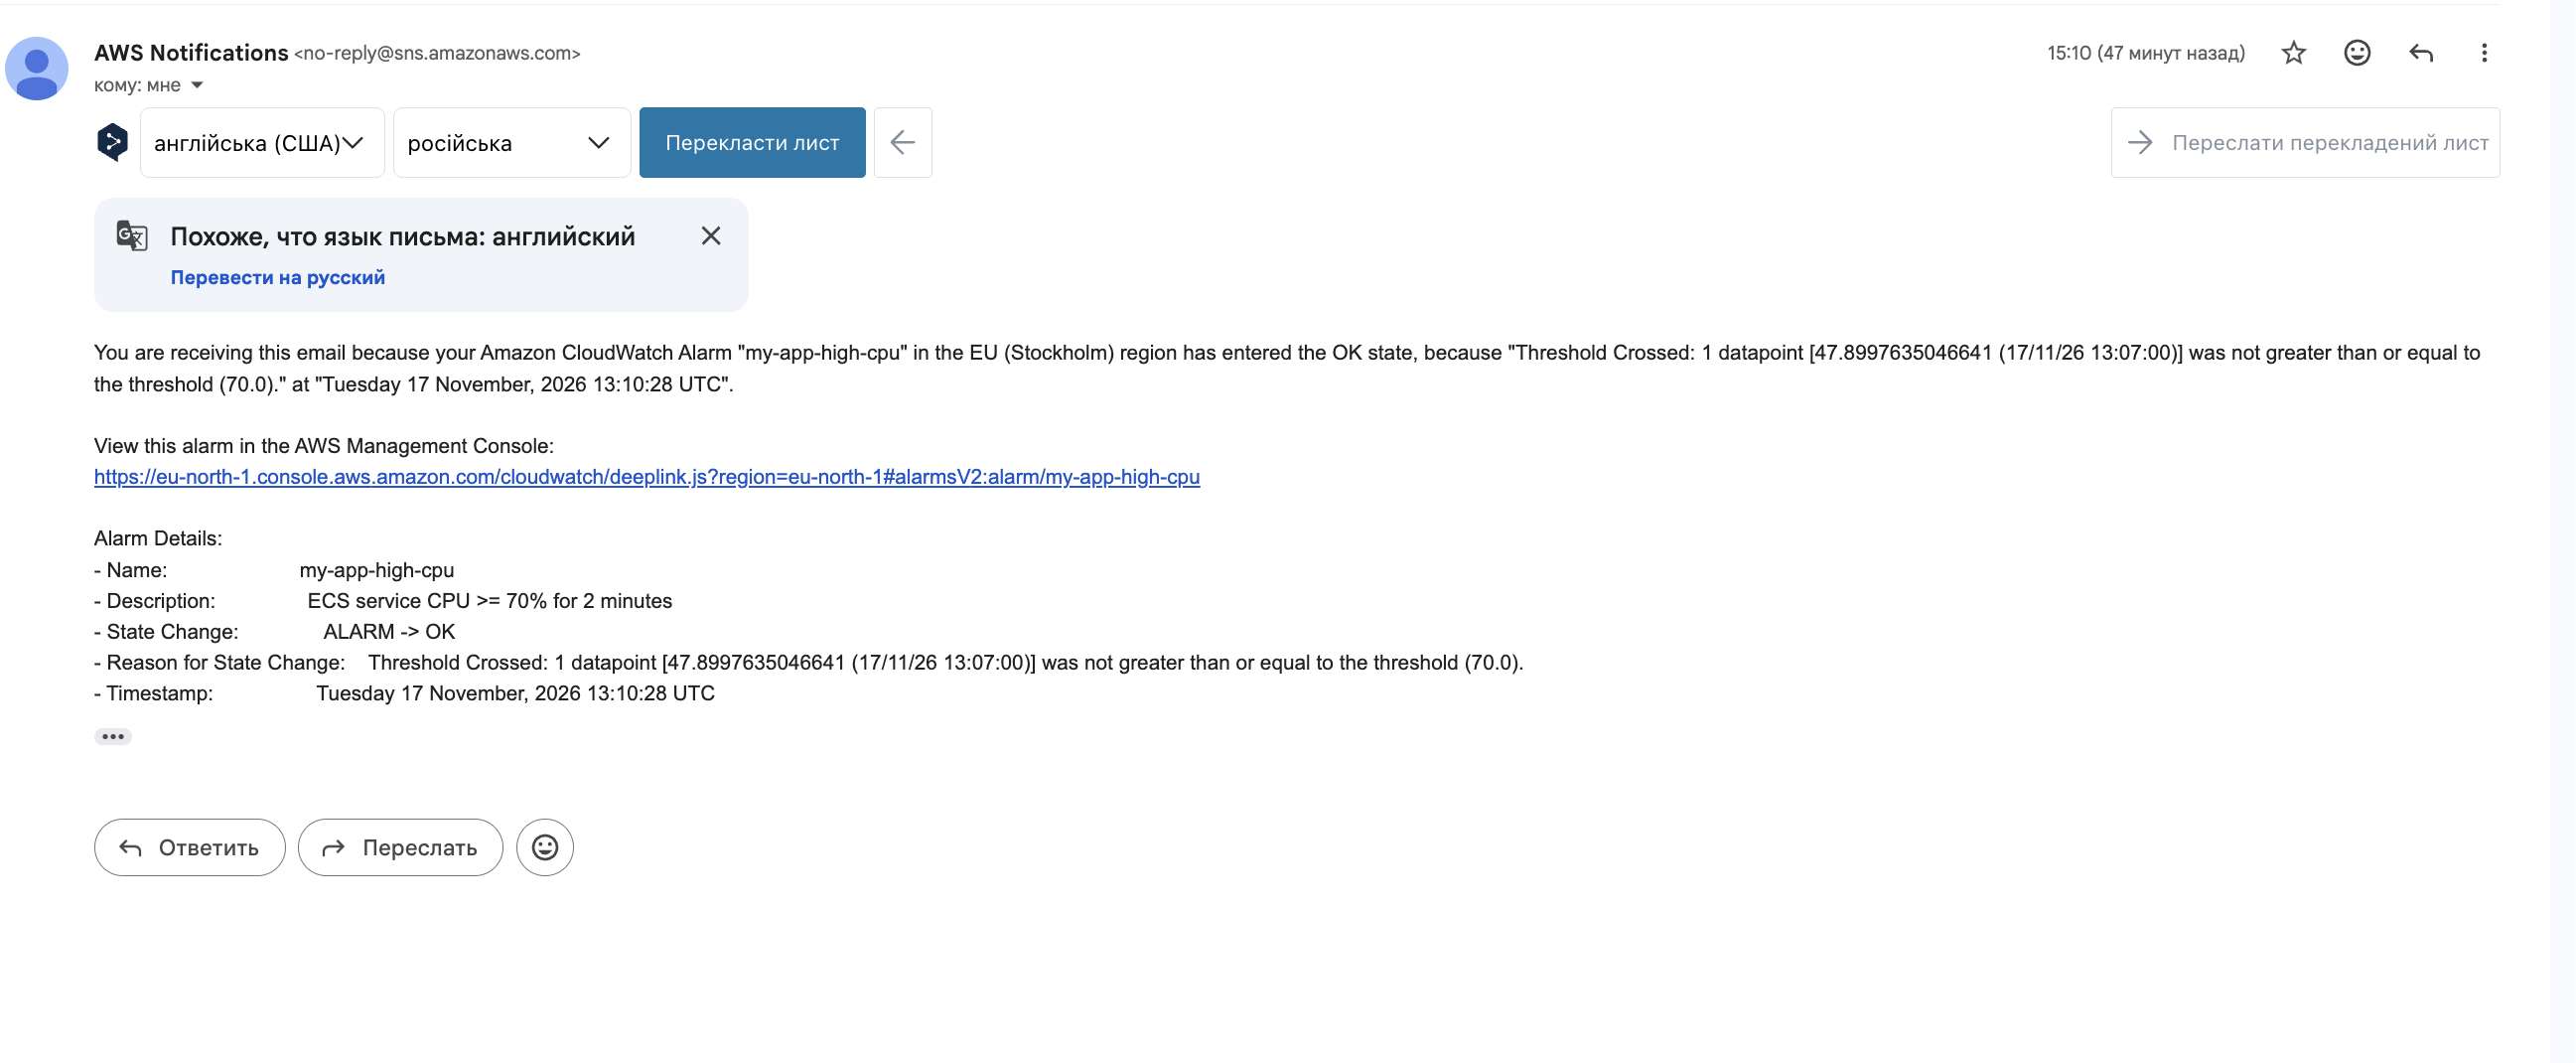 AWS Notifications <no-reply@sns.amazonaws.com>
15:10 (47 минут назад)
кому: мне
англійська (США)
російська
Перекласти лист
Переслати перекладений лист
Похоже, что язык письма: английский
Перевести на русский
You are receiving this email because your Amazon CloudWatch Alarm "my-app-high-cpu" in the EU (Stockholm) region has entered the OK state, because "Threshold Crossed: 1 datapoint [47.8997635046641 (17/11/26 13:07:00)] was not greater than or equal to
the threshold (70.0)." at "Tuesday 17 November, 2026 13:10:28 UTC".
View this alarm in the AWS Management Console:
https://eu-north-1.console.aws.amazon.com/cloudwatch/deeplink.js?region=eu-north-1#alarmsV2:alarm/my-app-high-cpu
Alarm Details:
- Name: my-app-high-cpu
- Description: ECS service CPU >= 70% for 2 minutes
- State Change: ALARM -> OK
- Reason for State Change: Threshold Crossed: 1 datapoint [47.8997635046641 (17/11/26 13:07:00)] was not greater than or equal to the threshold (70.0).
- Timestamp: Tuesday 17 November, 2026 13:10:28 UTC
Ответить
Переслать